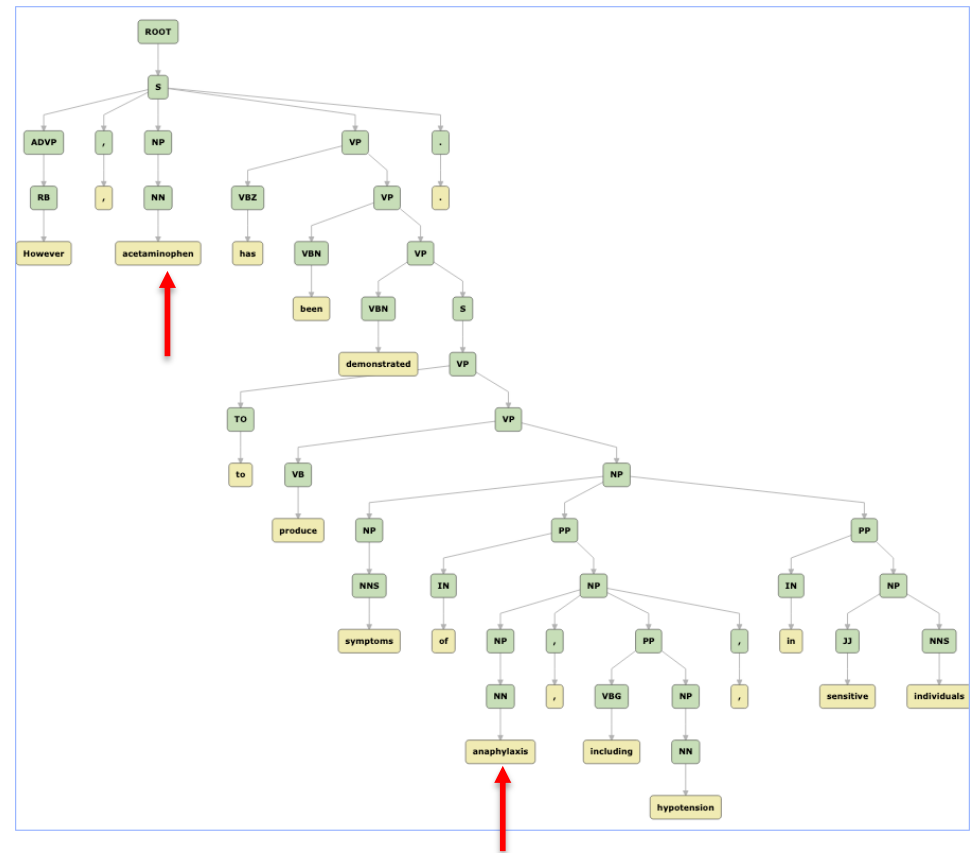 ROOT
S
ADVP , NP VP .
RB , NN VBZ VP .
However acetaminophen has VBN VP
been VBN S
demonstrated VP
TO VP
to VB NP
produce NP PP PP
NNS IN NP IN NP
symptoms of NP , PP , in JJ NNS
NN , VBG NP , sensitive individuals
anaphylaxis including NN
hypotension